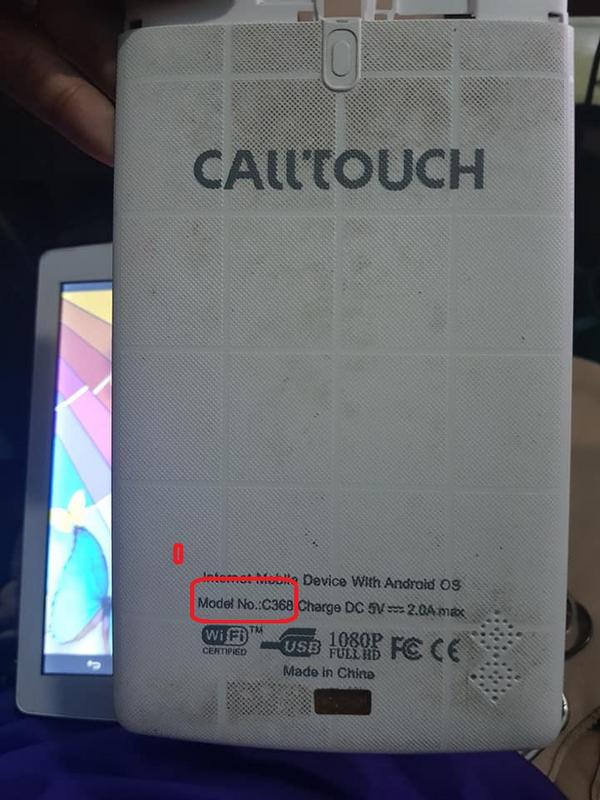 CALLTOUCH
Internet Mobile Device With Android OS
Model No.:C368 Charge DC 5V⎓2.0A max
WiFi™ CERTIFIED USB 1080P FULL HD FC CE
Made in China